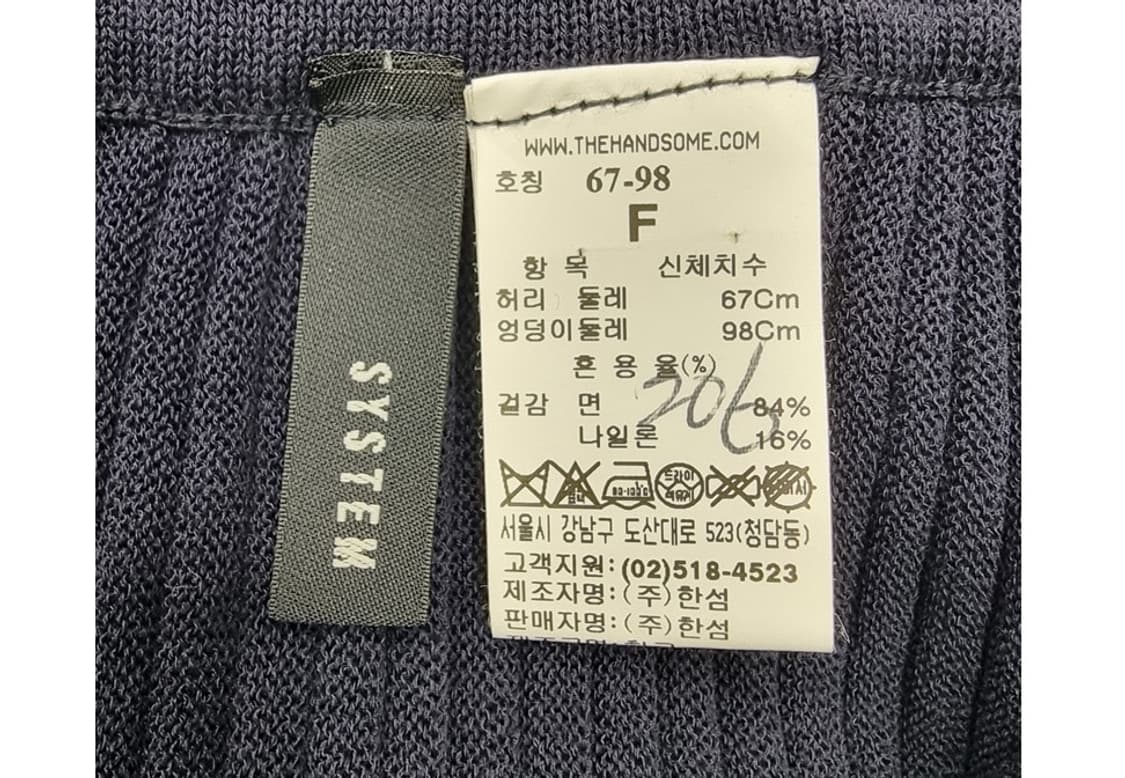 SYSTEM
WWW.THEHANDSOME.COM
호칭 67-98
F
항 목 신체치수
허리 둘레 67Cm
엉덩이둘레 98Cm
혼 용 율(%)
206
겉감 면 84%
나일론 16%
드라이
서울시 강남구 도산대로 523(청담동)
고객지원:(02)518-4523
제조자명:(주)한섬
판매자명:(주)한섬